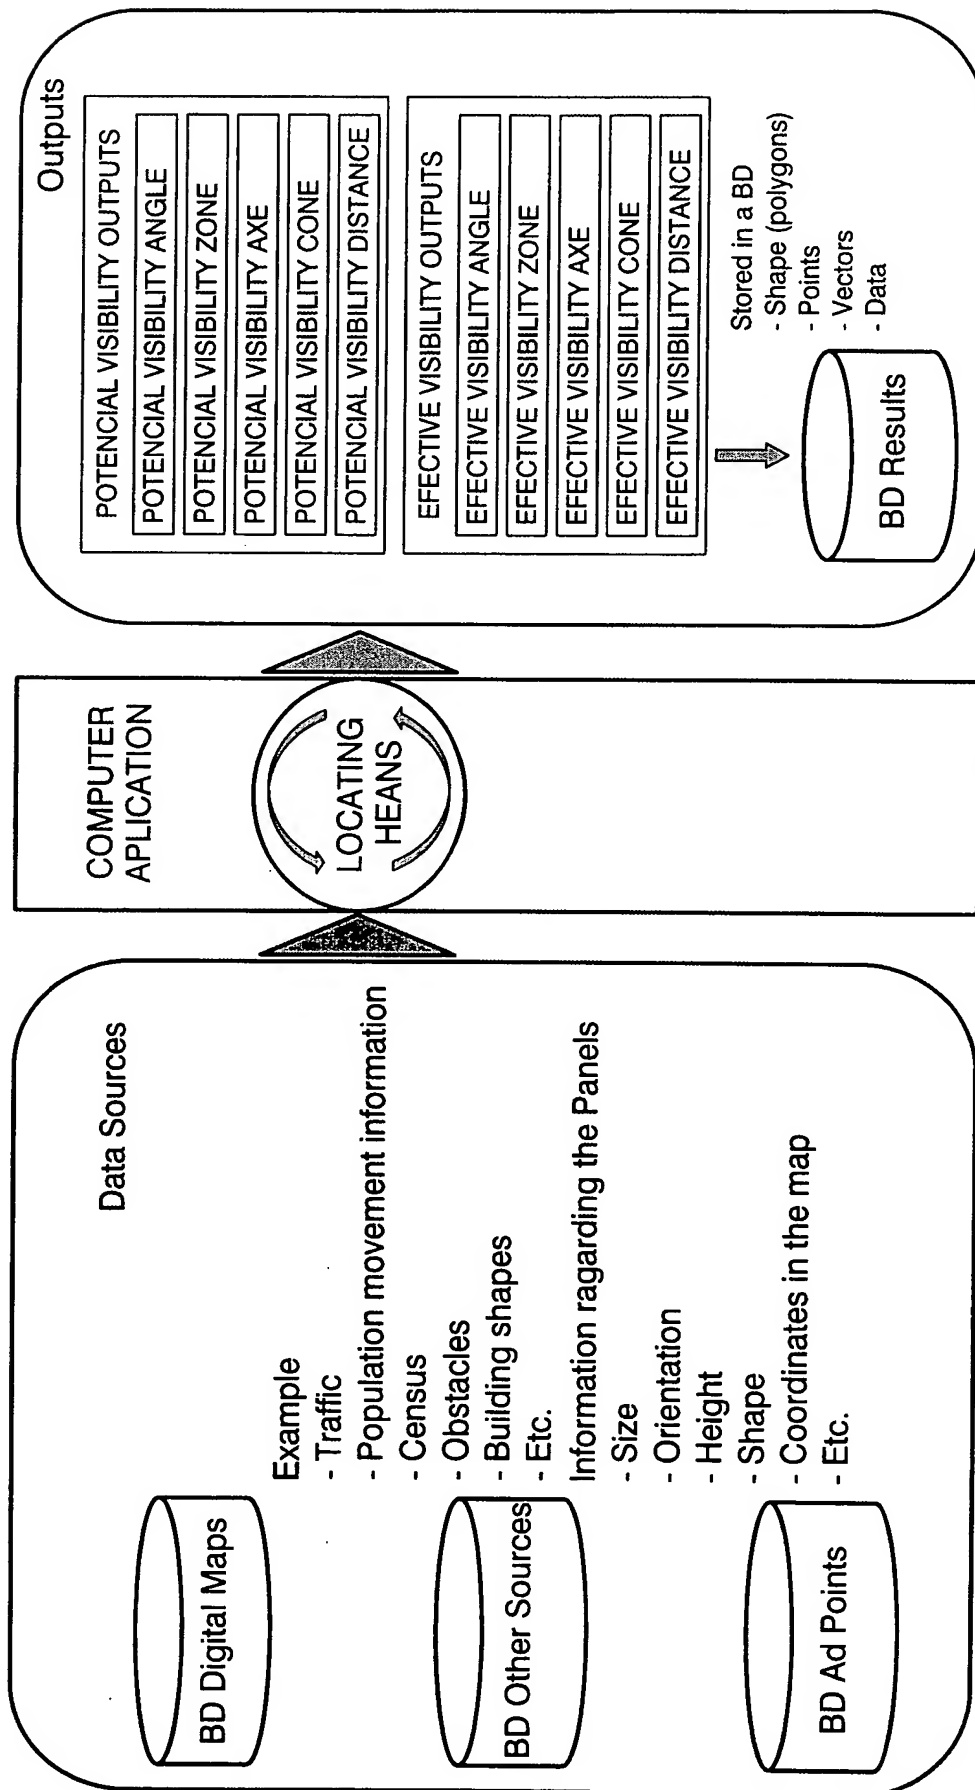 Data Sources
BD Digital Maps
Example
- Traffic
- Population movement information
- Census
- Obstacles
- Building shapes
- Etc.
BD Other Sources
Information ragarding the Panels
- Size
- Orientation
- Height
- Shape
- Coordinates in the map
- Etc.
BD Ad Points
COMPUTER
APLICATION
LOCATING
HEANS
Outputs
POTENCIAL VISIBILITY OUTPUTS
POTENCIAL VISIBILITY ANGLE
POTENCIAL VISIBILITY ZONE
POTENCIAL VISIBILITY AXE
POTENCIAL VISIBILITY CONE
POTENCIAL VISIBILITY DISTANCE
EFECTIVE VISIBILITY OUTPUTS
EFECTIVE VISIBILITY ANGLE
EFECTIVE VISIBILITY ZONE
EFECTIVE VISIBILITY AXE
EFECTIVE VISIBILITY CONE
EFECTIVE VISIBILITY DISTANCE
Stored in a BD
- Shape (polygons)
- Points
- Vectors
- Data
BD Results